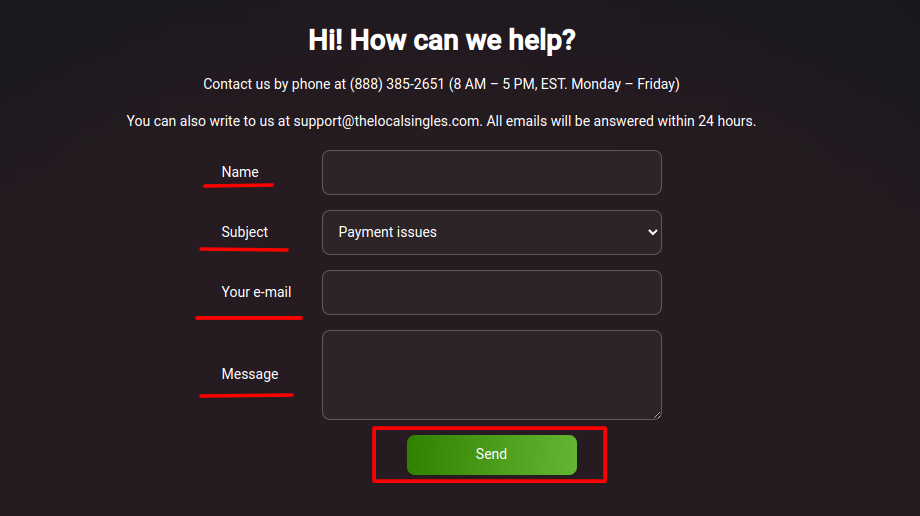 Hi! How can we help?
Contact us by phone at (888) 385-2651 (8 AM – 5 PM, EST. Monday – Friday)
You can also write to us at support@thelocalsingles.com. All emails will be answered within 24 hours.
Name
Subject Payment issues
Your e-mail
Message
Send